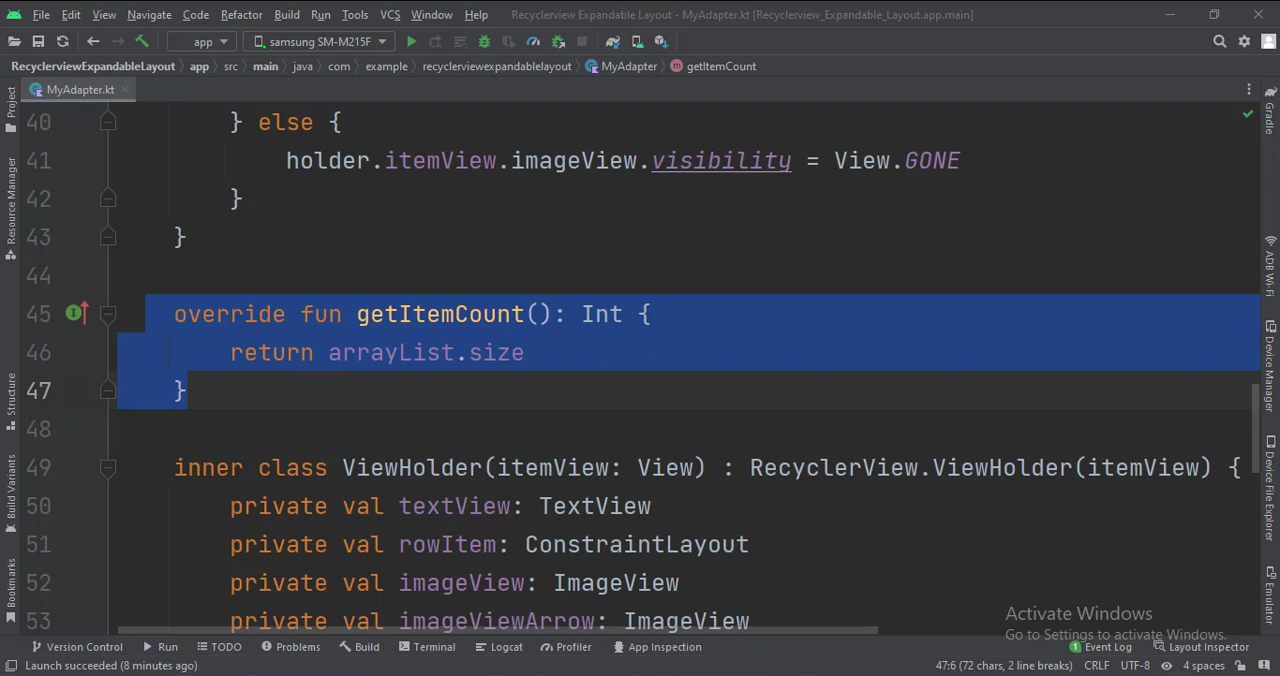 File Edit View Navigate Code Refactor Build Run Tools VCS Window Help Recyclerview Expandable Layout - MyAdapter.kt [Recyclerview_Expandable_Layout.app.main]
app samsung SM-M215F
RecyclerviewExpandableLayout app src main java com example recyclerviewexpandablelayout MyAdapter getItemCount
MyAdapter.kt
Project
Resource Manager
Structure
Build Variants
Bookmarks
40 } else {
41 holder.itemView.imageView.visibility = View.GONE
42 }
43 }
44
45 override fun getItemCount(): Int {
46 return arrayList.size
47 }
48
49 inner class ViewHolder(itemView: View) : RecyclerView.ViewHolder(itemView) {
50 private val textView: TextView
51 private val rowItem: ConstraintLayout
52 private val imageView: ImageView
53 private val imageViewArrow: ImageView
Gradle
ADB Wi-Fi
Device Manager
Device File Explorer
Emulator
Activate Windows
Go to Settings to activate Windows.
Version Control Run TODO Problems Build Terminal Logcat Profiler App Inspection 1 Event Log Layout Inspector
Launch succeeded (8 minutes ago) 47:6 (72 chars, 2 line breaks) CRLF UTF-8 4 spaces